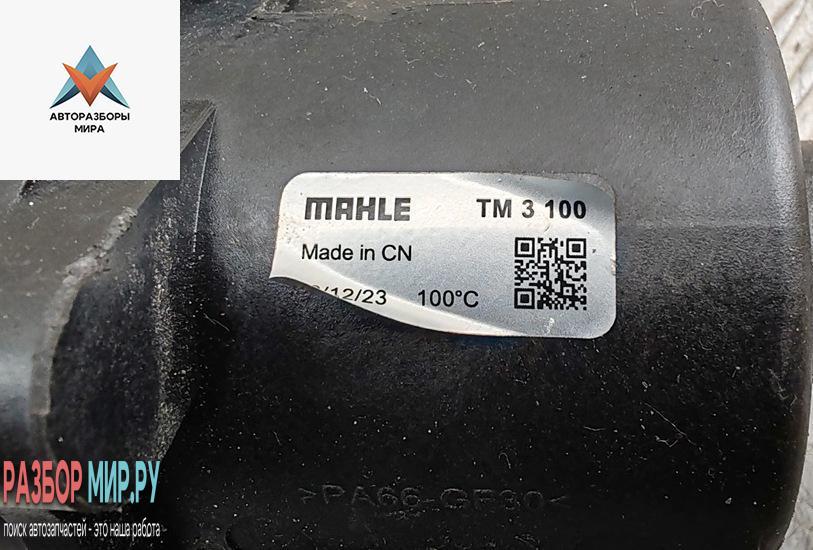 АВТОРАЗБОРЫ
МИРА
MAHLE TM 3 100
Made in CN
/12/23 100°C
>PA66-GF30<
РАЗБОР МИР.РУ
поиск автозапчастей - это наша работа